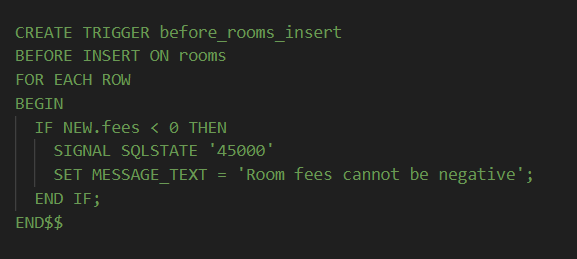 CREATE TRIGGER before_rooms_insert
BEFORE INSERT ON rooms
FOR EACH ROW
BEGIN
IF NEW.fees < 0 THEN
SIGNAL SQLSTATE '45000'
SET MESSAGE_TEXT = 'Room fees cannot be negative';
END IF;
END$$